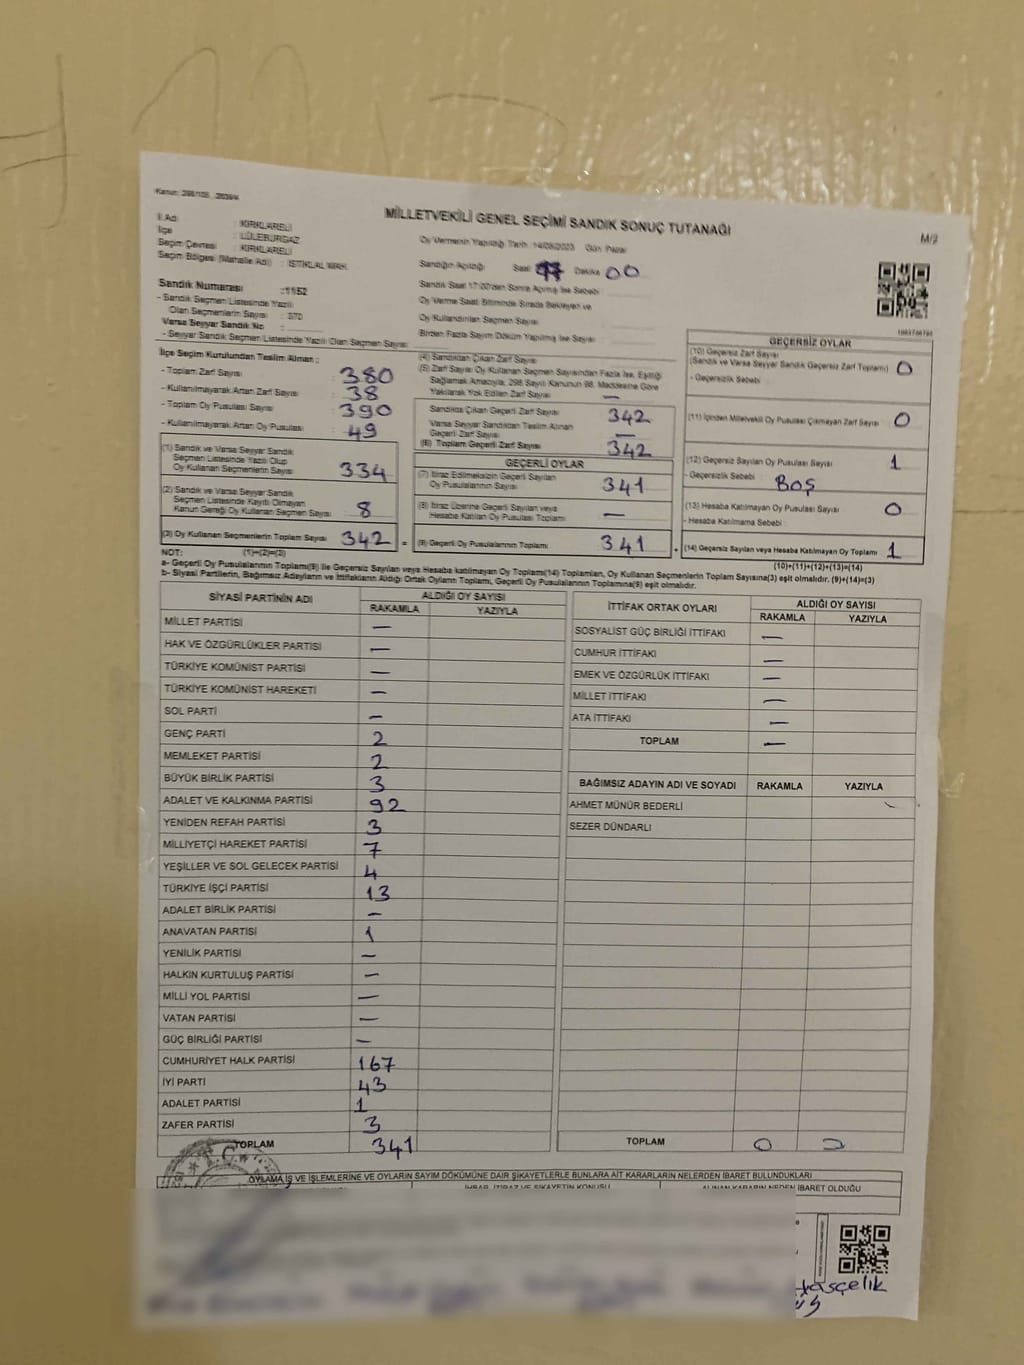 MİLLETVEKİLİ GENEL SEÇİMİ SANDIK SONUÇ TUTANAĞI
M/9
İl Adı : KIRKLARELİ
İlçe : LÜLEBURGAZ
Seçim Çevresi : KIRKLARELİ
Seçim Bölgesi (Mahalle Adı) : İSTİKLAL MAH.
Oy Vermenin Yapıldığı Tarih : 14/05/2023 Gün Pazar
Sandığın Açıldığı Saat 17 Dakika 00
Sandık Saat 17:00'den Sonra Açılmış İse Sebebi
Oy Verme Saati Bitiminde Sırada Bekleyen ve
Oy Kullandırılan Seçmen Sayısı
Birden Fazla Sayım Döküm Yapılmış İse Sayısı
Sandık Numarası : 1152
- Sandık Seçmen Listesinde Yazılı
Olan Seçmenlerin Sayısı : 370
Varsa Seyyar Sandık No :
- Seyyar Sandık Seçmen Listesinde Yazılı Olan Seçmen Sayısı
İlçe Seçim Kurulundan Teslim Alınan ;
- Toplam Zarf Sayısı : 380
- Kullanılmayarak Artan Zarf Sayısı : 38
- Toplam Oy Pusulası Sayısı : 390
- Kullanılmayarak Artan Oy Pusulası : 49
(1) Sandık ve Varsa Seyyar Sandık
Seçmen Listesinde Yazılı Olup
Oy Kullanan Seçmenlerin Sayısı 334
(2) Sandık ve Varsa Seyyar Sandık
Seçmen Listesinde Kayıtlı Olmayan
Kanun Gereği Oy Kullanan Seçmen Sayısı 8
(3) Oy Kullanan Seçmenlerin Toplam Sayısı 342
(4) Sandıktan Çıkan Zarf Sayısı
(5) Zarf Sayısı Oy Kullanan Seçmen Sayısından Fazla İse, Eşitliği
Sağlamak Amacıyla, 298 Sayılı Kanunun 98. Maddesine Göre
Yakılarak Yok Edilen Zarf Sayısı —
Sandıkta Çıkan Geçerli Zarf Sayısı 342
Varsa Seyyar Sandıktan Teslim Alınan
Geçerli Zarf Sayısı —
(6) Toplam Geçerli Zarf Sayısı 342
GEÇERLİ OYLAR
(7) İtiraz Edilmeksizin Geçerli Sayılan
Oy Pusulalarının Sayısı 341
(8) İtiraz Üzerine Geçerli Sayılan veya
Hesaba Katılan Oy Pusulası Toplamı —
= (9) Geçerli Oy Pusulalarının Toplamı 341
GEÇERSİZ OYLAR
(10) Geçersiz Zarf Sayısı
(Sandık ve Varsa Seyyar Sandık Geçersiz Zarf Toplamı) 0
- Geçersizlik Sebebi
(11) İçinden Milletvekili Oy Pusulası Çıkmayan Zarf Sayısı 0
(12) Geçersiz Sayılan Oy Pusulası Sayısı 1
- Geçersizlik Sebebi : BOŞ
(13) Hesaba Katılmayan Oy Pusulası Sayısı 0
- Hesaba Katılmama Sebebi
+ (14) Geçersiz Sayılan veya Hesaba Katılmayan Oy Toplamı 1
NOT: (1)+(2)=(3)
(10)+(11)+(12)+(13)=(14)
a- Geçerli Oy Pusulalarının Toplamı(9) ile Geçersiz Sayılan veya Hesaba katılmayan Oy Toplamı(14) Toplamları, Oy Kullanan Seçmenlerin Toplam Sayısına(3) eşit olmalıdır. (9)+(14)=(3)
b- Siyasi Partilerin, Bağımsız Adayların ve İttifakların Aldığı Ortak Oyların Toplamı, Geçerli Oy Pusulalarının Toplamına(9) eşit olmalıdır.
SİYASİ PARTİNİN ADI
ALDIĞI OY SAYISI
RAKAMLA YAZIYLA
MİLLET PARTİSİ —
HAK VE ÖZGÜRLÜKLER PARTİSİ —
TÜRKİYE KOMÜNİST PARTİSİ —
TÜRKİYE KOMÜNİST HAREKETİ —
SOL PARTİ —
GENÇ PARTİ 2
MEMLEKET PARTİSİ 2
BÜYÜK BİRLİK PARTİSİ 3
ADALET VE KALKINMA PARTİSİ 92
YENİDEN REFAH PARTİSİ 3
MİLLİYETÇİ HAREKET PARTİSİ 7
YEŞİLLER VE SOL GELECEK PARTİSİ 4
TÜRKİYE İŞÇİ PARTİSİ 13
ADALET BİRLİK PARTİSİ —
ANAVATAN PARTİSİ 1
YENİLİK PARTİSİ —
HALKIN KURTULUŞ PARTİSİ —
MİLLİ YOL PARTİSİ —
VATAN PARTİSİ —
GÜÇ BİRLİĞİ PARTİSİ —
CUMHURİYET HALK PARTİSİ 167
İYİ PARTİ 43
ADALET PARTİSİ 1
ZAFER PARTİSİ 3
TOPLAM 341
İTTİFAK ORTAK OYLARI
ALDIĞI OY SAYISI
RAKAMLA YAZIYLA
SOSYALİST GÜÇ BİRLİĞİ İTTİFAKI —
CUMHUR İTTİFAKI —
EMEK VE ÖZGÜRLÜK İTTİFAKI —
MİLLET İTTİFAKI —
ATA İTTİFAKI —
TOPLAM —
BAĞIMSIZ ADAYIN ADI VE SOYADI RAKAMLA YAZIYLA
AHMET MÜNÜR BEDERLİ
SEZER DÜNDARLI
TOPLAM 0
OYLAMA İŞ VE İŞLEMLERİNE VE OYLARIN SAYIM DÖKÜMÜNE DAİR ŞİKAYETLERLE BUNLARA AİT KARARLARIN NELERDEN İBARET BULUNDUKLARI
İHBAR, İTİRAZ VE ŞİKAYETİN KONUSU
ALINAN KARARIN NEDEN İBARET OLDUĞU